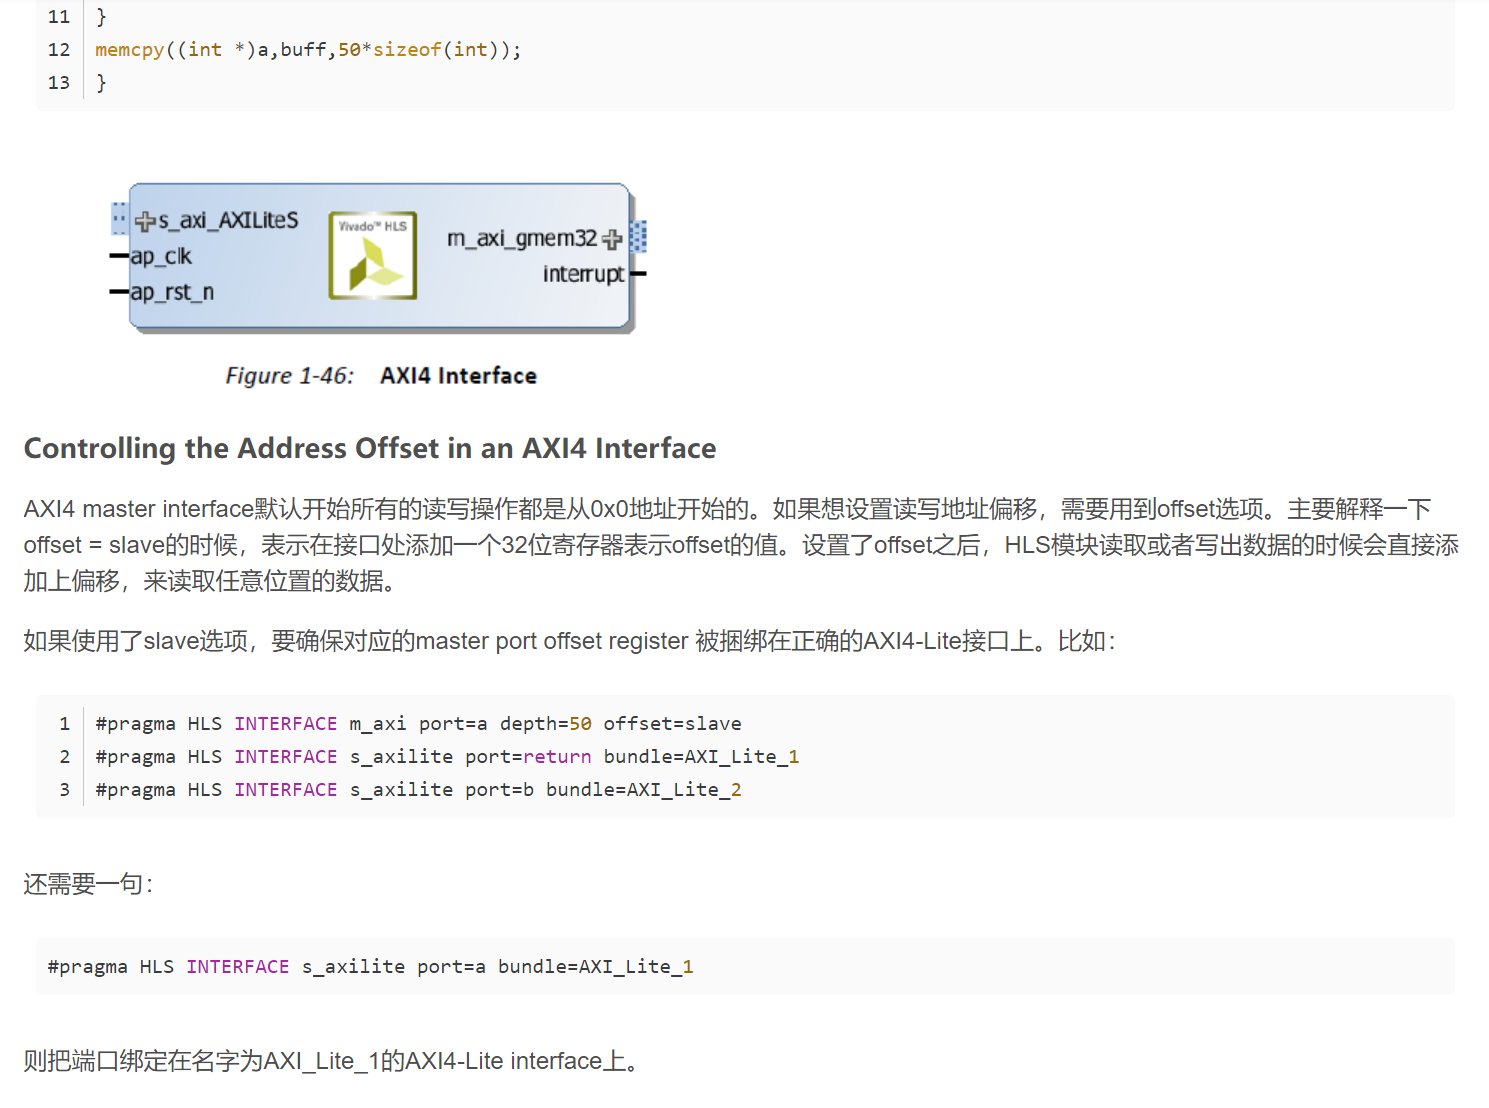 11 }
12 memcpy((int *)a,buff,50*sizeof(int));
13 }
s_axi_AXILiteS
ap_clk
ap_rst_n
Vivado™ HLS
m_axi_gmem32
interrupt
Figure 1-46: AXI4 Interface
Controlling the Address Offset in an AXI4 Interface
AXI4 master interface默认开始所有的读写操作都是从0x0地址开始的。如果想设置读写地址偏移，需要用到offset选项。主要解释一下
offset = slave的时候，表示在接口处添加一个32位寄存器表示offset的值。设置了offset之后，HLS模块读取或者写出数据的时候会直接添
加上偏移，来读取任意位置的数据。
如果使用了slave选项，要确保对应的master port offset register 被捆绑在正确的AXI4-Lite接口上。比如：
1 #pragma HLS INTERFACE m_axi port=a depth=50 offset=slave
2 #pragma HLS INTERFACE s_axilite port=return bundle=AXI_Lite_1
3 #pragma HLS INTERFACE s_axilite port=b bundle=AXI_Lite_2
还需要一句：
#pragma HLS INTERFACE s_axilite port=a bundle=AXI_Lite_1
则把端口绑定在名字为AXI_Lite_1的AXI4-Lite interface上。